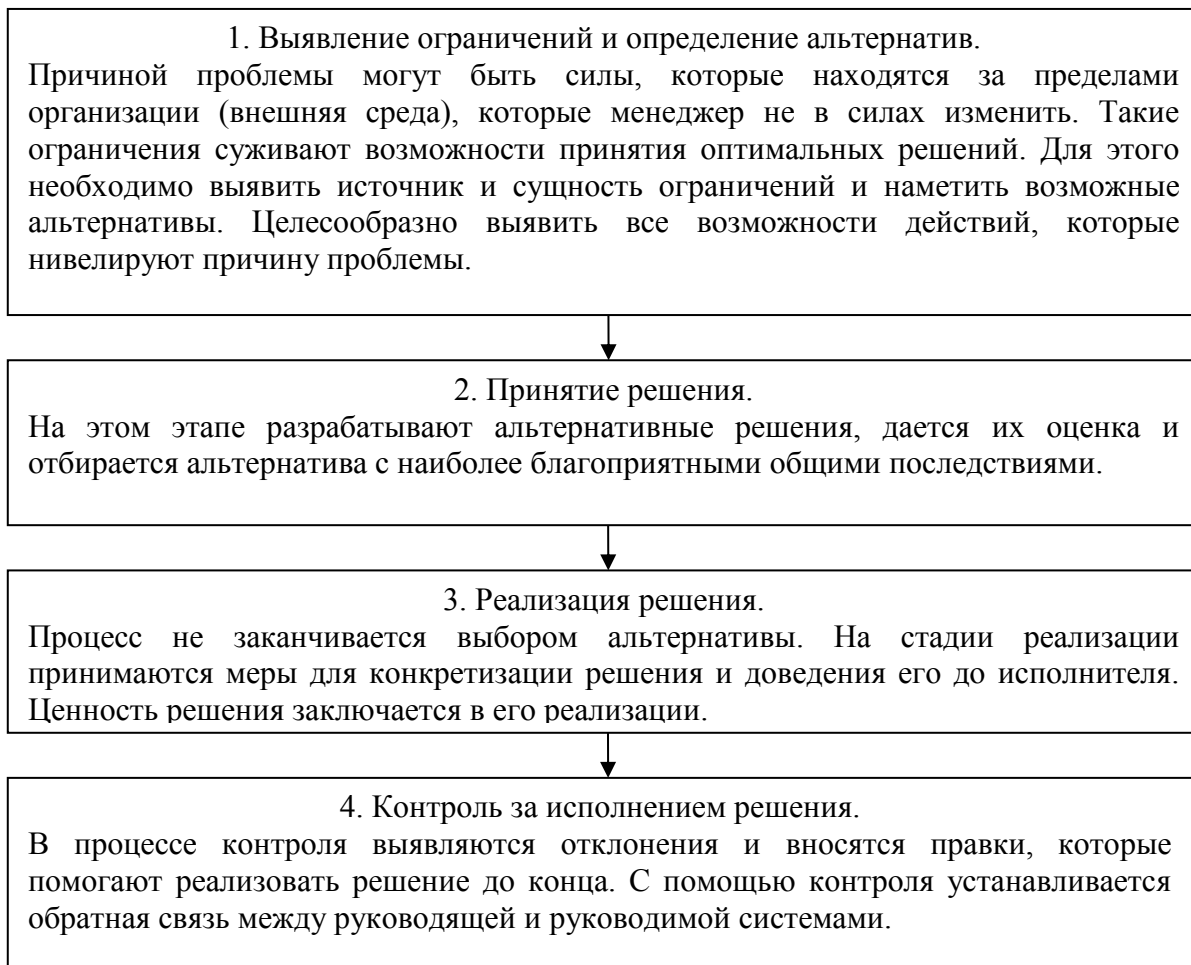 1. Выявление ограничений и определение альтернатив.
Причиной проблемы могут быть силы, которые находятся за пределами
организации (внешняя среда), которые менеджер не в силах изменить. Такие
ограничения суживают возможности принятия оптимальных решений. Для этого
необходимо выявить источник и сущность ограничений и наметить возможные
альтернативы. Целесообразно выявить все возможности действий, которые
нивелируют причину проблемы.
2. Принятие решения.
На этом этапе разрабатывают альтернативные решения, дается их оценка и
отбирается альтернатива с наиболее благоприятными общими последствиями.
3. Реализация решения.
Процесс не заканчивается выбором альтернативы. На стадии реализации
принимаются меры для конкретизации решения и доведения его до исполнителя.
Ценность решения заключается в его реализации.
4. Контроль за исполнением решения.
В процессе контроля выявляются отклонения и вносятся правки, которые
помогают реализовать решение до конца. С помощью контроля устанавливается
обратная связь между руководящей и руководимой системами.